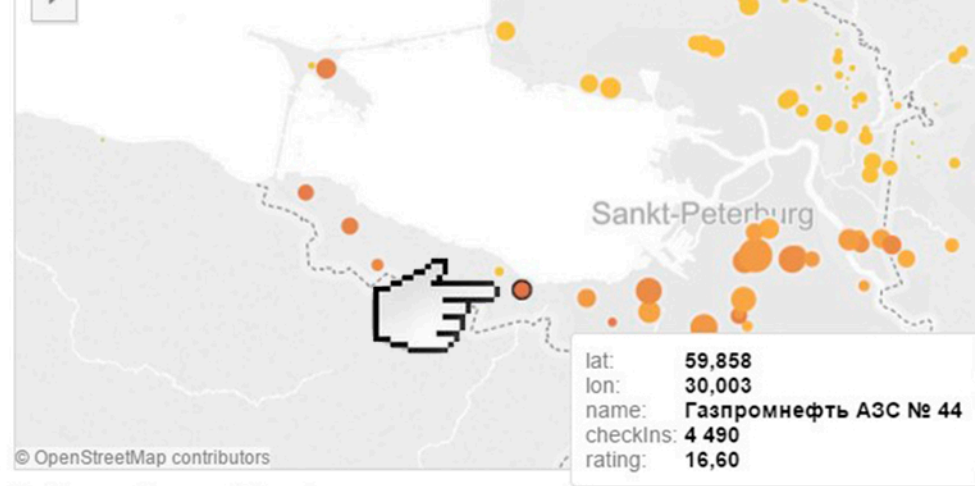 Sankt-Peterburg
lat: 59,858
lon: 30,003
name: Газпромнефть АЗС № 44
checkIns: 4 490
rating: 16,60
© OpenStreetMap contributors